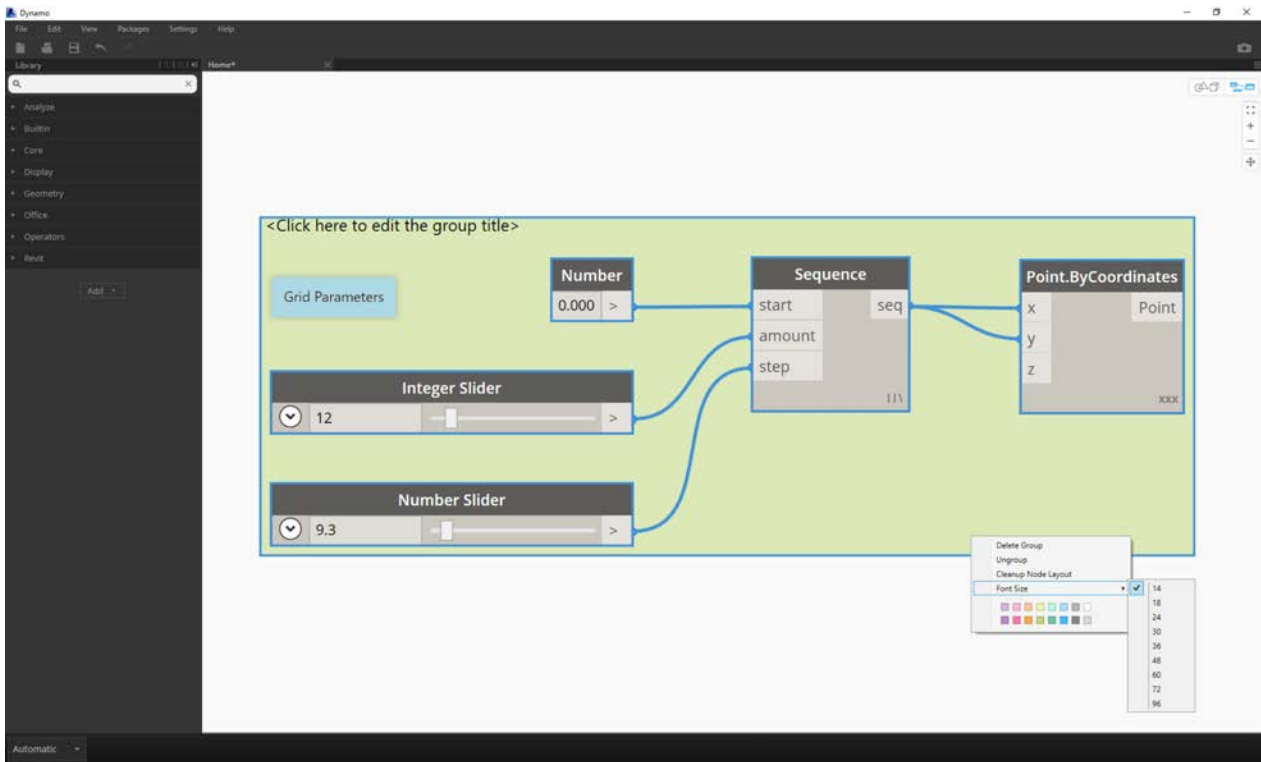 Dynamo
File Edit View Packages Settings Help
Library
Home*
Analyze
Builtin
Core
Display
Geometry
Office
Operators
Revit
Add
<Click here to edit the group title>
Grid Parameters
Number
0.000 >
Sequence
start seq
amount
step
Point.ByCoordinates
x Point
y
z
xxx
Integer Slider
12 >
Number Slider
9.3 >
Delete Group
Ungroup
Cleanup Node Layout
Font Size
14
18
24
30
36
48
60
72
96
Automatic